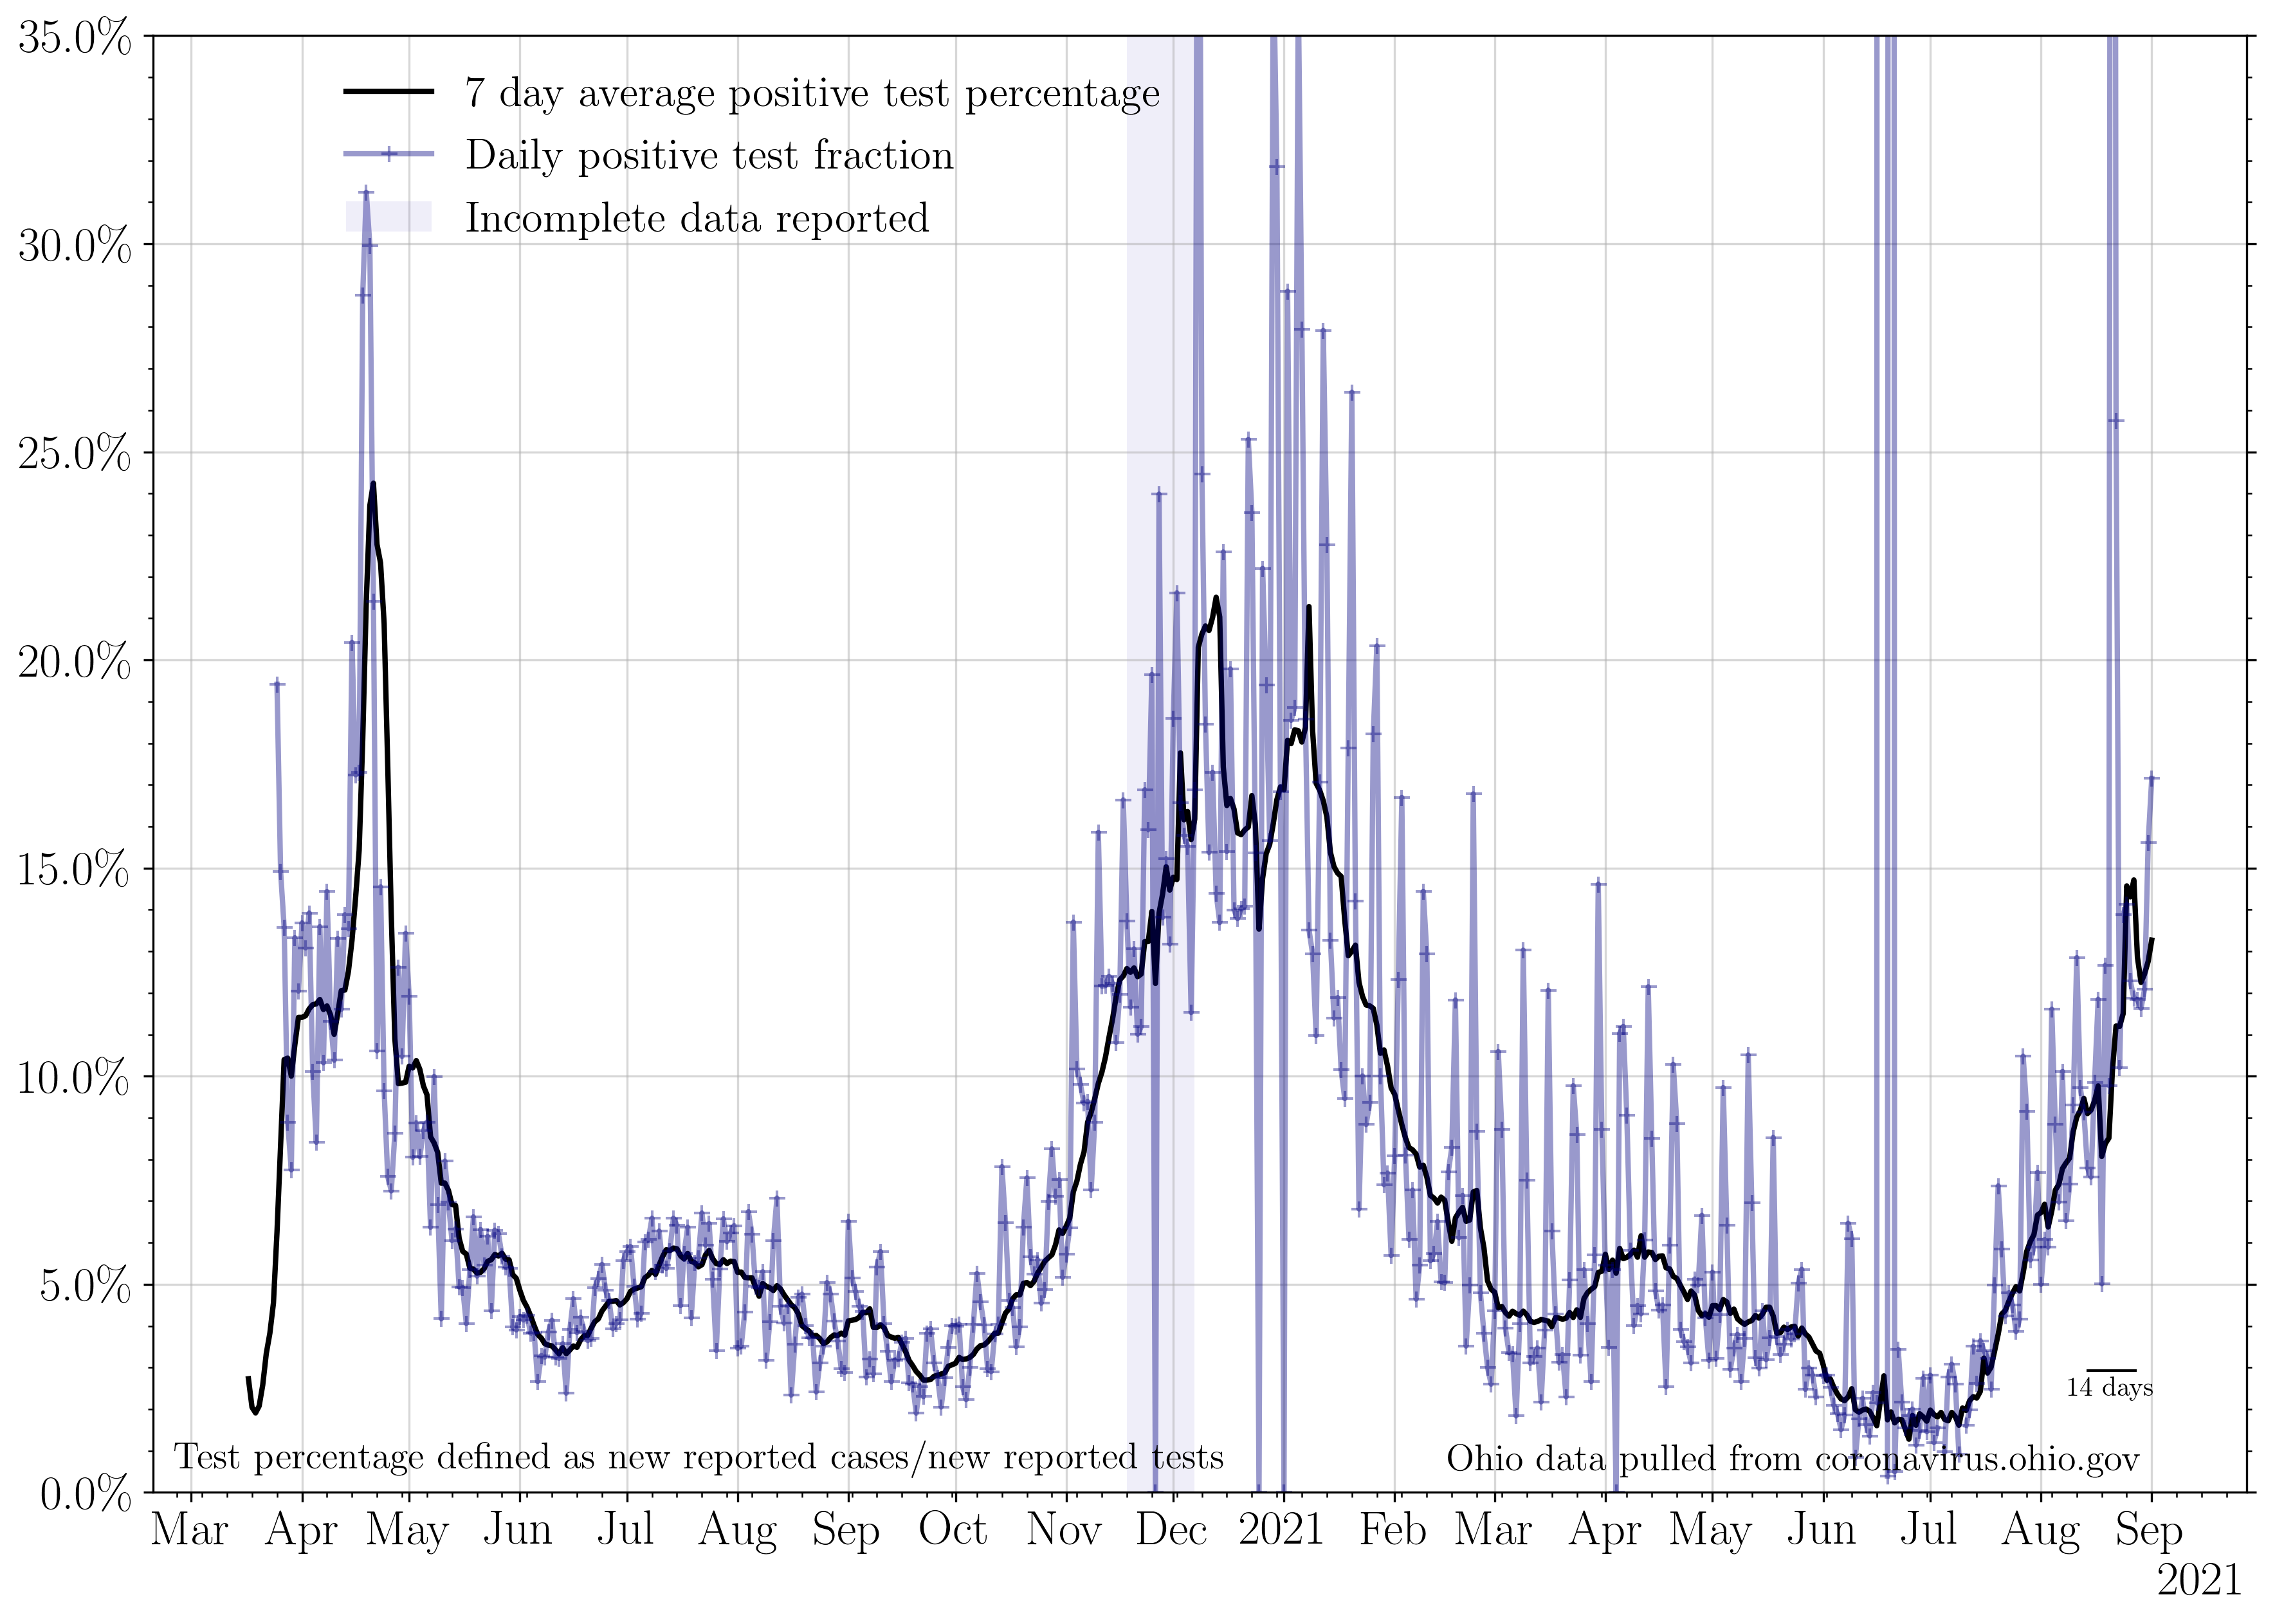 35.0%
30.0%
25.0%
20.0%
15.0%
10.0%
5.0%
0.0%
7 day average positive test percentage
Daily positive test fraction
Incomplete data reported
14 days
Test percentage defined as new reported cases/new reported tests
Ohio data pulled from coronavirus.ohio.gov
Mar Apr May Jun Jul Aug Sep Oct Nov Dec 2021 Feb Mar Apr May Jun Jul Aug Sep
2021